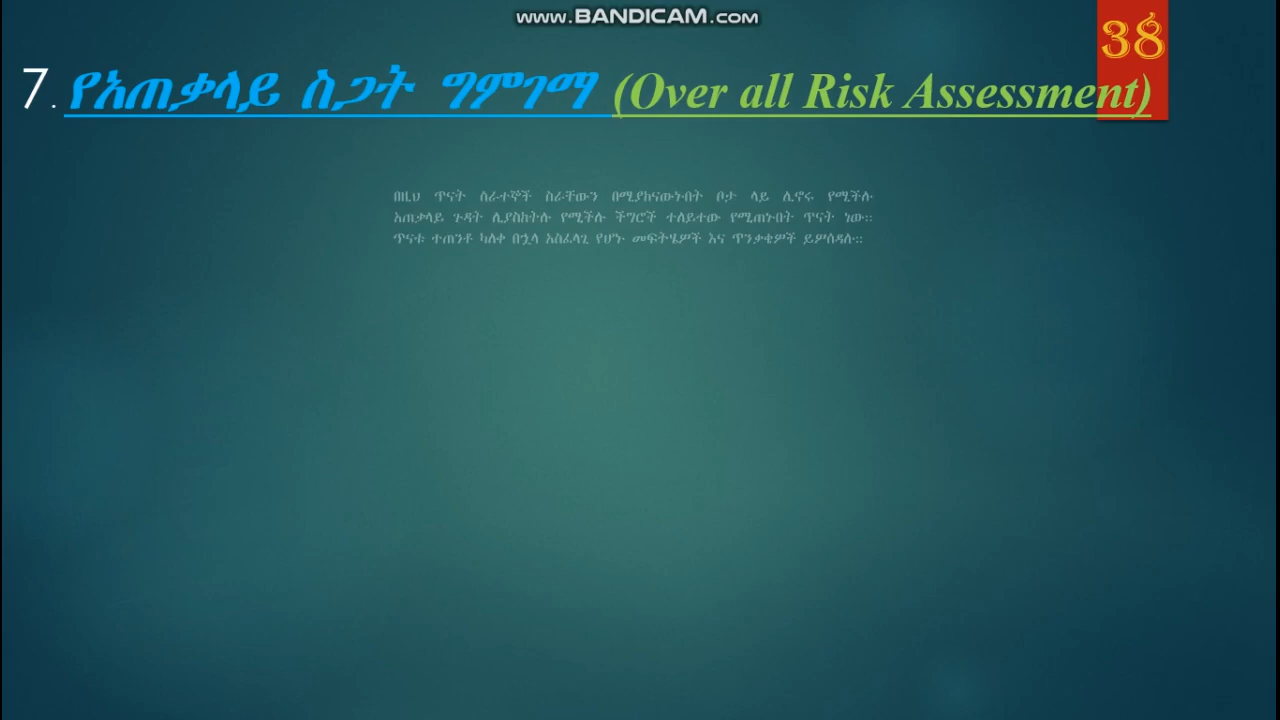 www.BANDICAM.com
38
7. የአጠቃላይ ስጋት ግምገማ (Over all Risk Assessment)
በዚህ ጥናት ሰራተኞች ስራቸውን በሚያከናውኑበት ቦታ ላይ ሊኖሩ የሚችሉ
አጠቃላይ ጉዳት ሊያስከትሉ የሚችሉ ችግሮች ተለይተው የሚጠኑበት ጥናት ነው፡፡
ጥናቱ ተጠንቶ ካለቀ በኋላ አስፈላጊ የሆኑ መፍትሄዎች እና ጥንቃቄዎች ይወሰዳሉ፡፡